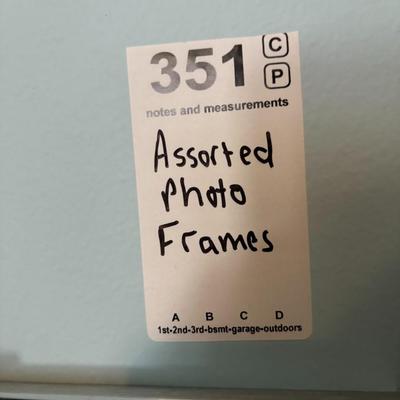 351 C
P
notes and measurements
Assorted
Photo
Frames
A B C D
1st-2nd-3rd-bsmt-garage-outdoors